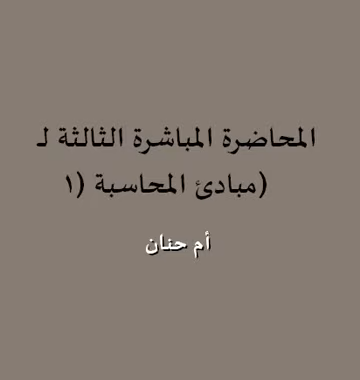 المحاضرة المباشرة الثالثة لـ
(مبادئ المحاسبة (١
أم حنان